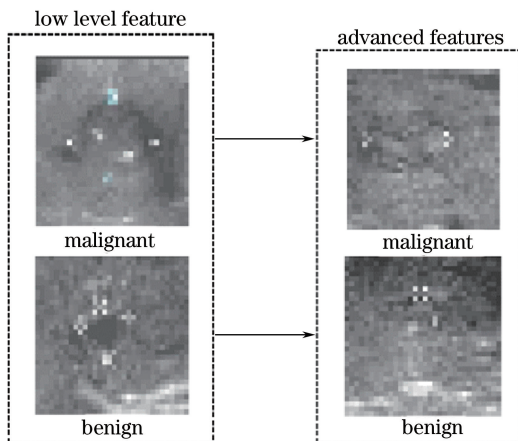 low level feature
malignant
benign
advanced features
malignant
benign